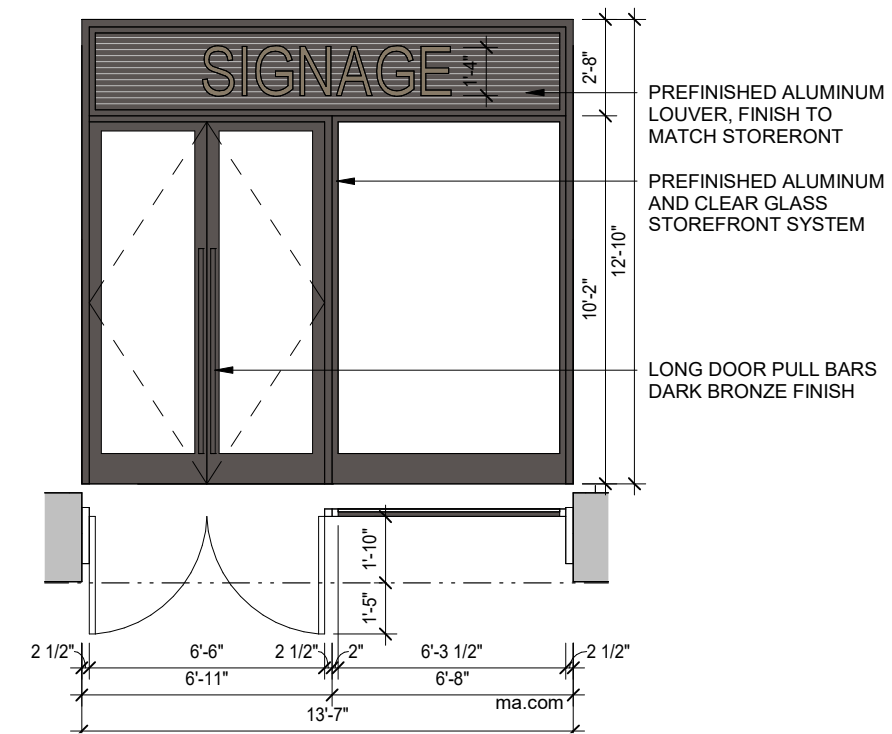 SIGNAGE
1'-4"
2'-8"
PREFINISHED ALUMINUM
LOUVER, FINISH TO
MATCH STORERONT
PREFINISHED ALUMINUM
AND CLEAR GLASS
STOREFRONT SYSTEM
12'-10"
10'-2"
LONG DOOR PULL BARS
DARK BRONZE FINISH
1'-10"
1'-5"
2 1/2" 6'-6" 2 1/2" 2" 6'-3 1/2" 2 1/2"
6'-11" 6'-8"
ma.com
13'-7"